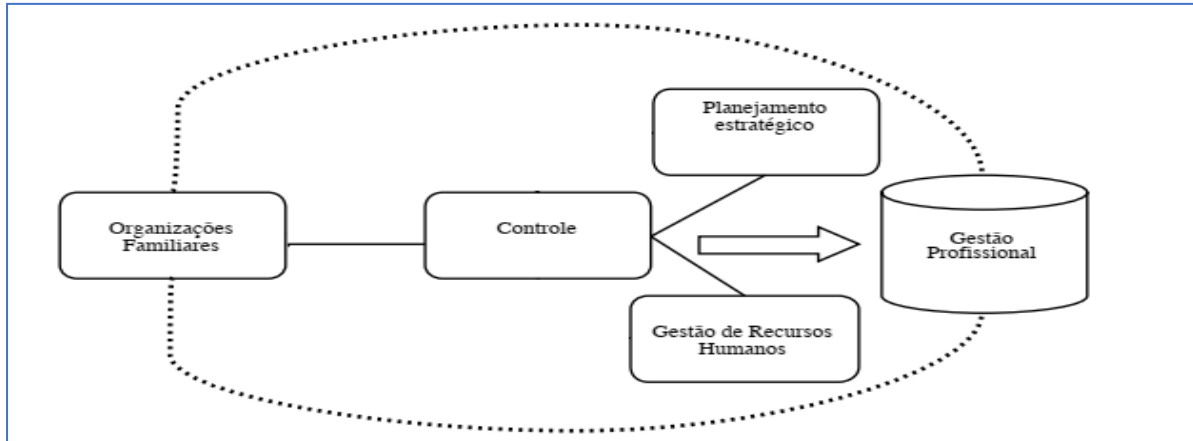 Planejamento
estratégico
Organizações
Familiares
Controle
Gestão
Profissional
Gestão de Recursos
Humanos